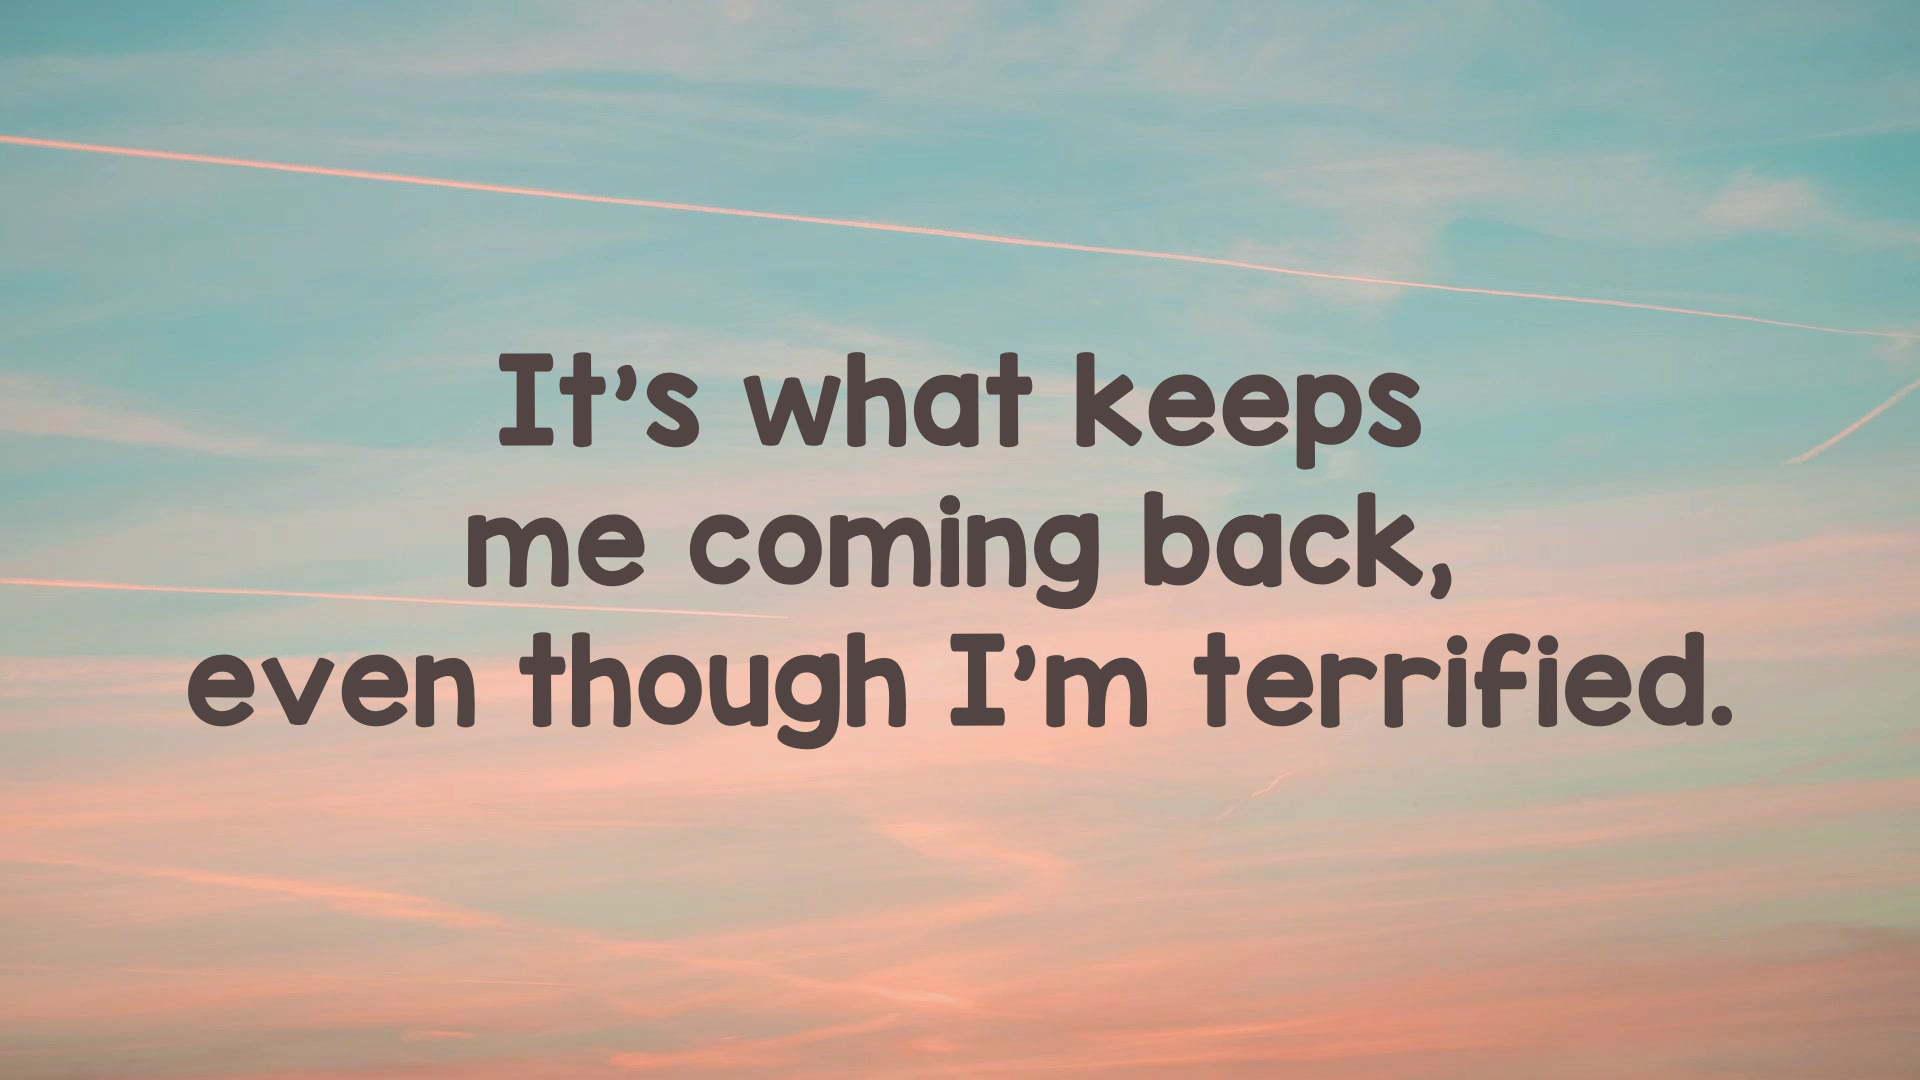 It’s what keeps
me coming back,
even though I’m terrified.